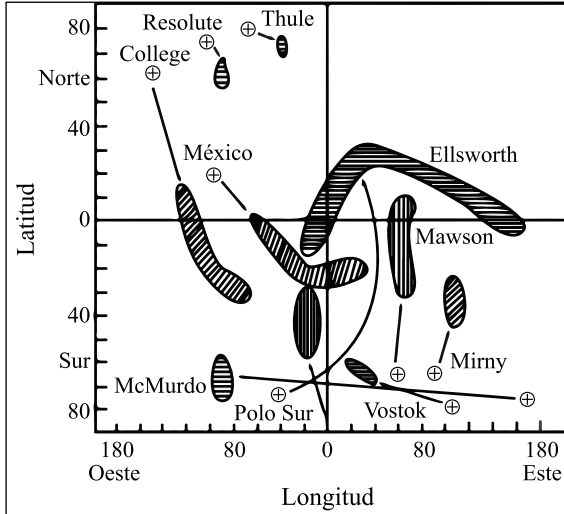 80
Resolute
Thule
College
Norte
40
México
Ellsworth
Latitud
0
Mawson
40
Sur
McMurdo
Mirny
Polo Sur
Vostok
80
180
80
0
80
180
Oeste
Este
Longitud